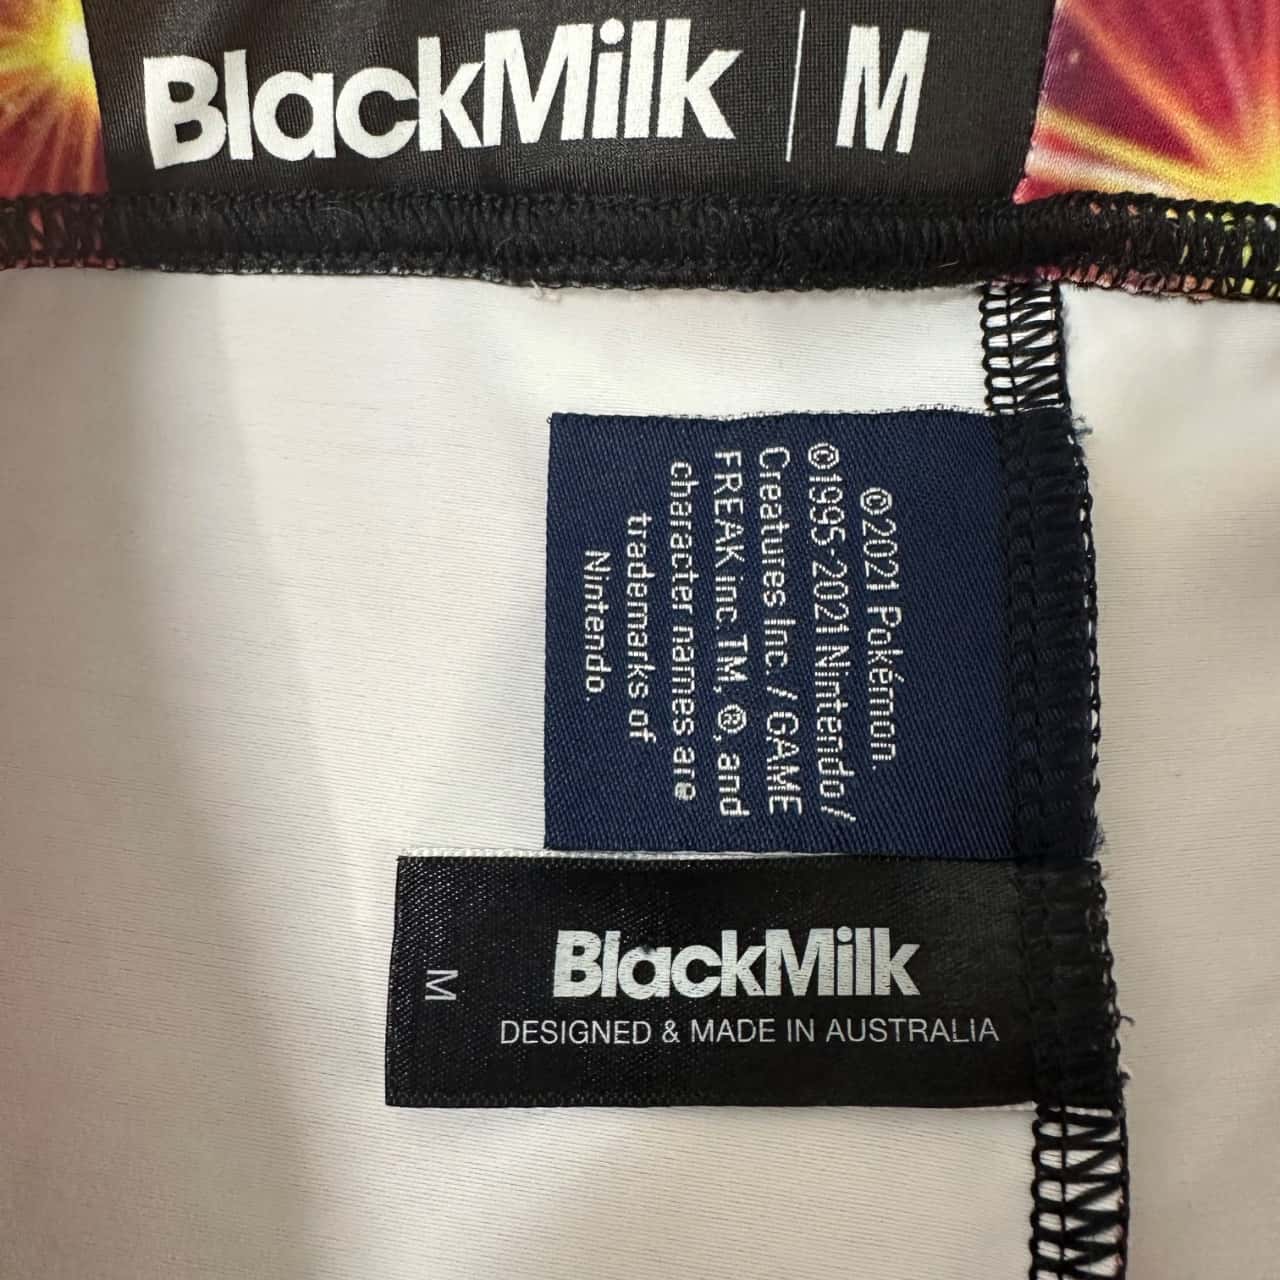 BlackMilk | M
©2021 Pokémon.
©1995-2021 Nintendo/
Creatures Inc. / GAME
FREAK inc.TM, ®, and
character names are
trademarks of
Nintendo.
BlackMilk
DESIGNED & MADE IN AUSTRALIA
M